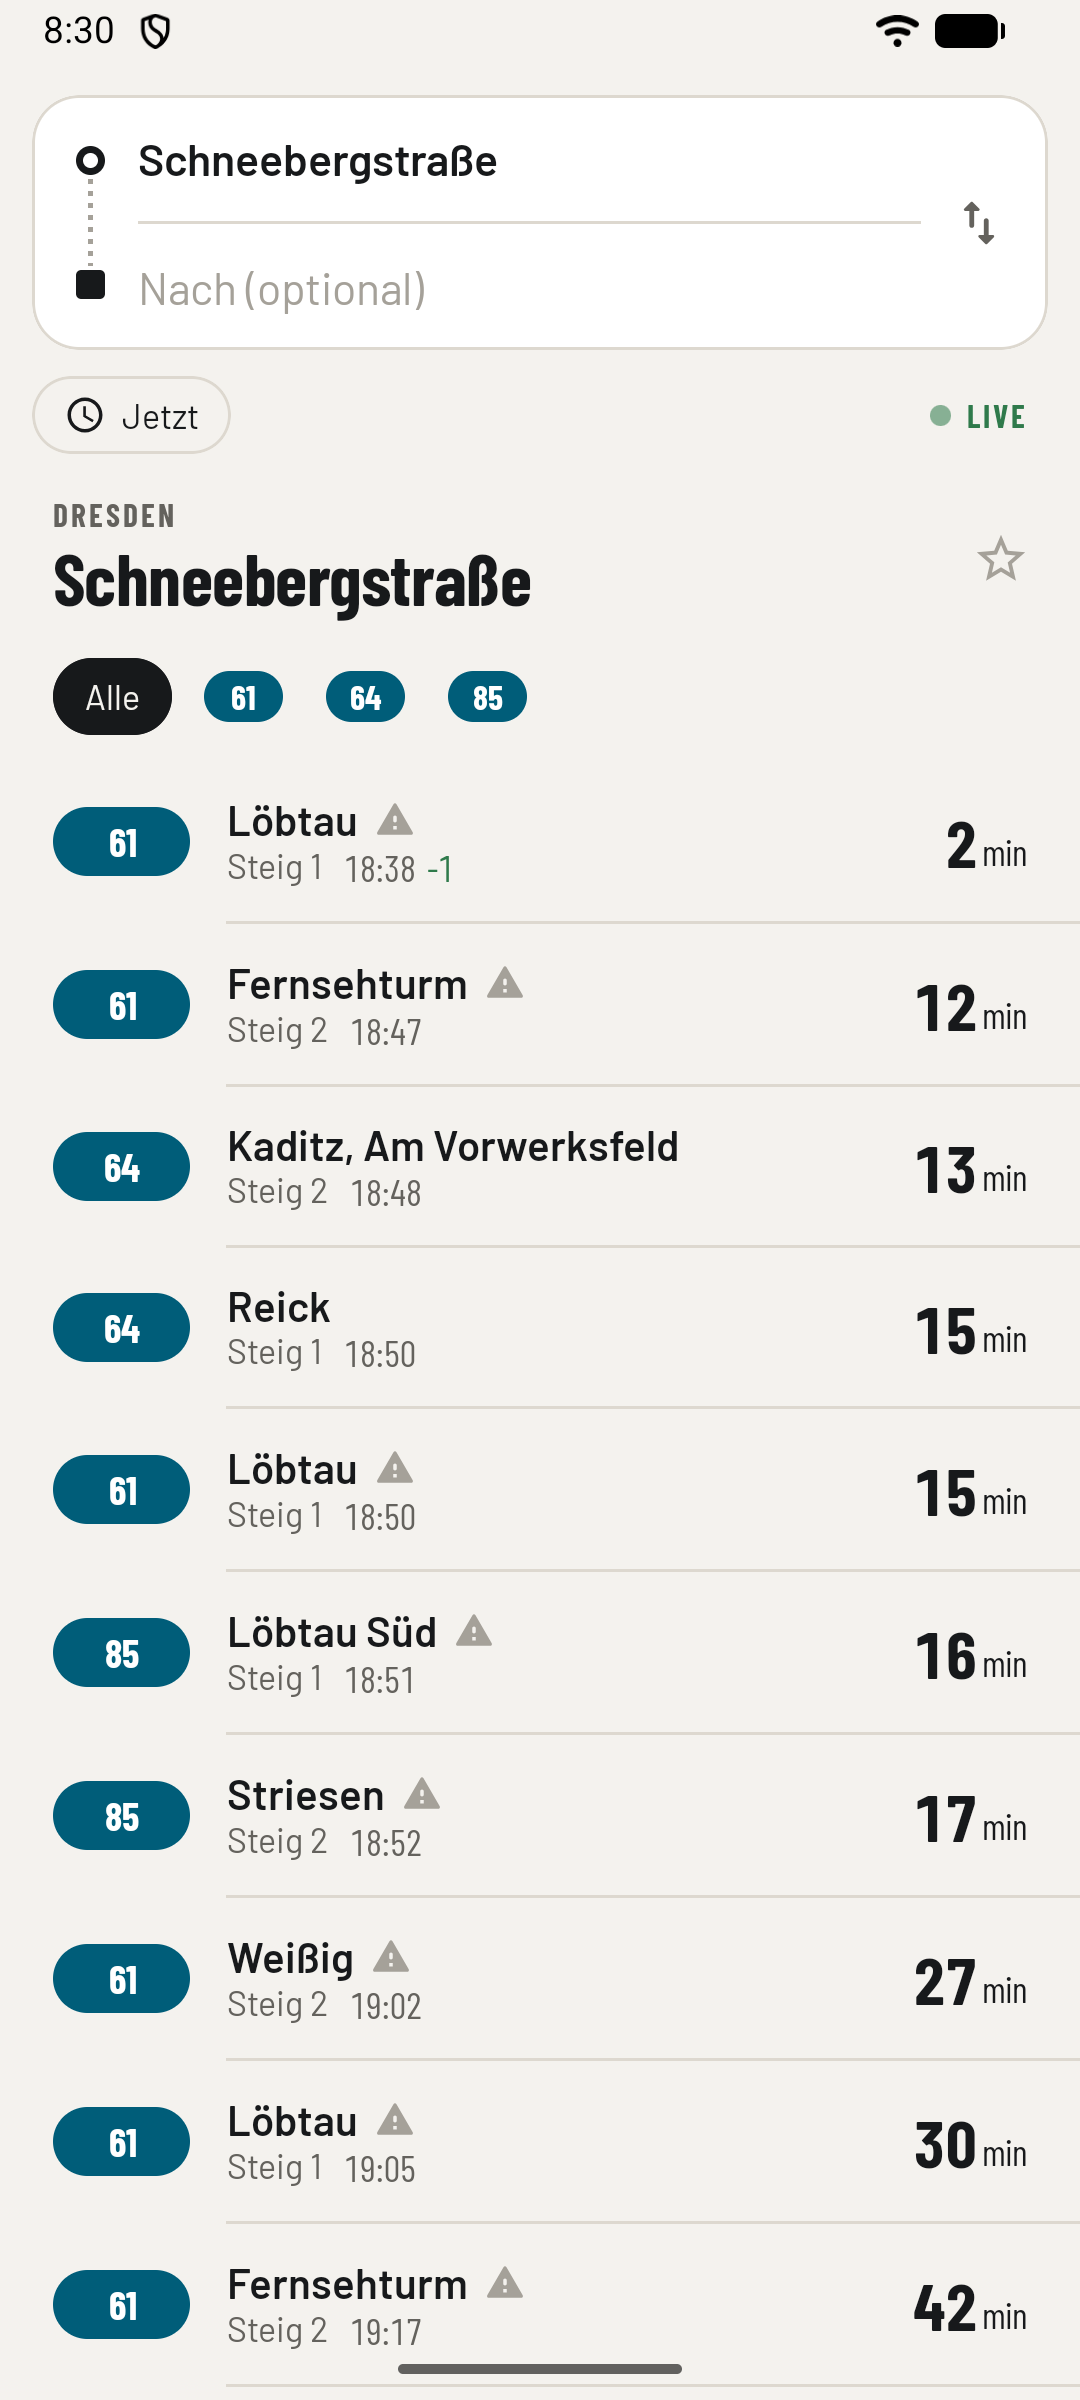 8:30
Schneebergstraße
Nach (optional)
Jetzt
LIVE
DRESDEN
Schneebergstraße
Alle 61 64 85
61 Löbtau
Steig 1 18:38 -1
2 min
61 Fernsehturm
Steig 2 18:47
12 min
64 Kaditz, Am Vorwerksfeld
Steig 2 18:48
13 min
64 Reick
Steig 1 18:50
15 min
61 Löbtau
Steig 1 18:50
15 min
85 Löbtau Süd
Steig 1 18:51
16 min
85 Striesen
Steig 2 18:52
17 min
61 Weißig
Steig 2 19:02
27 min
61 Löbtau
Steig 1 19:05
30 min
61 Fernsehturm
Steig 2 19:17
42 min